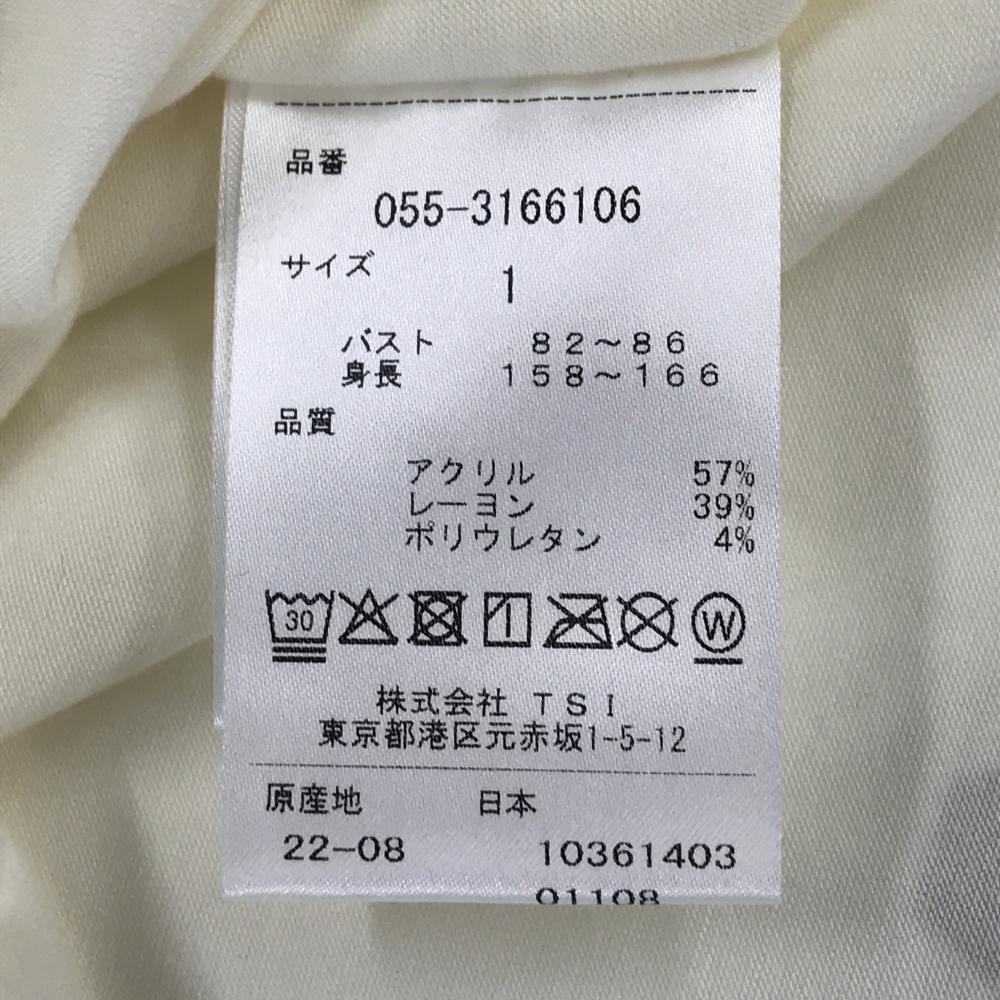 品番
055-3166106
サイズ 1
バスト 82～86
身長 158～166
品質
アクリル 57%
レーヨン 39%
ポリウレタン 4%
30 W
株式会社 TSI
東京都港区元赤坂1-5-12
原産地 日本
22-08 10361403
01108